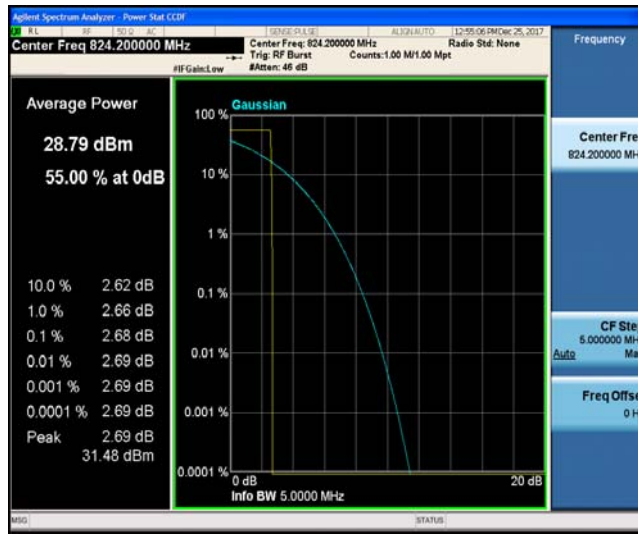 Agilent Spectrum Analyzer - Power Stat CCDF
RL RF 50 Ω AC SENSE:PULSE ALIGN AUTO 12:55:06 PM Dec 25, 2017
Center Freq 824.200000 MHz
Center Freq: 824.200000 MHz Radio Std: None
Trig: RF Burst Counts:1.00 M/1.00 Mpt
#IFGain:Low #Atten: 46 dB
Frequency
Average Power
28.79 dBm
55.00 % at 0dB
10.0 % 2.62 dB
1.0 % 2.66 dB
0.1 % 2.68 dB
0.01 % 2.69 dB
0.001 % 2.69 dB
0.0001 % 2.69 dB
Peak 2.69 dB
31.48 dBm
Gaussian
100 %
10 %
1 %
0.1 %
0.01 %
0.001 %
0.0001 %
0 dB 20 dB
Info BW 5.0000 MHz
Center Fre
824.200000 MH
CF Ste
5.000000 MH
Auto Ma
Freq Offse
0 H
MSG STATUS